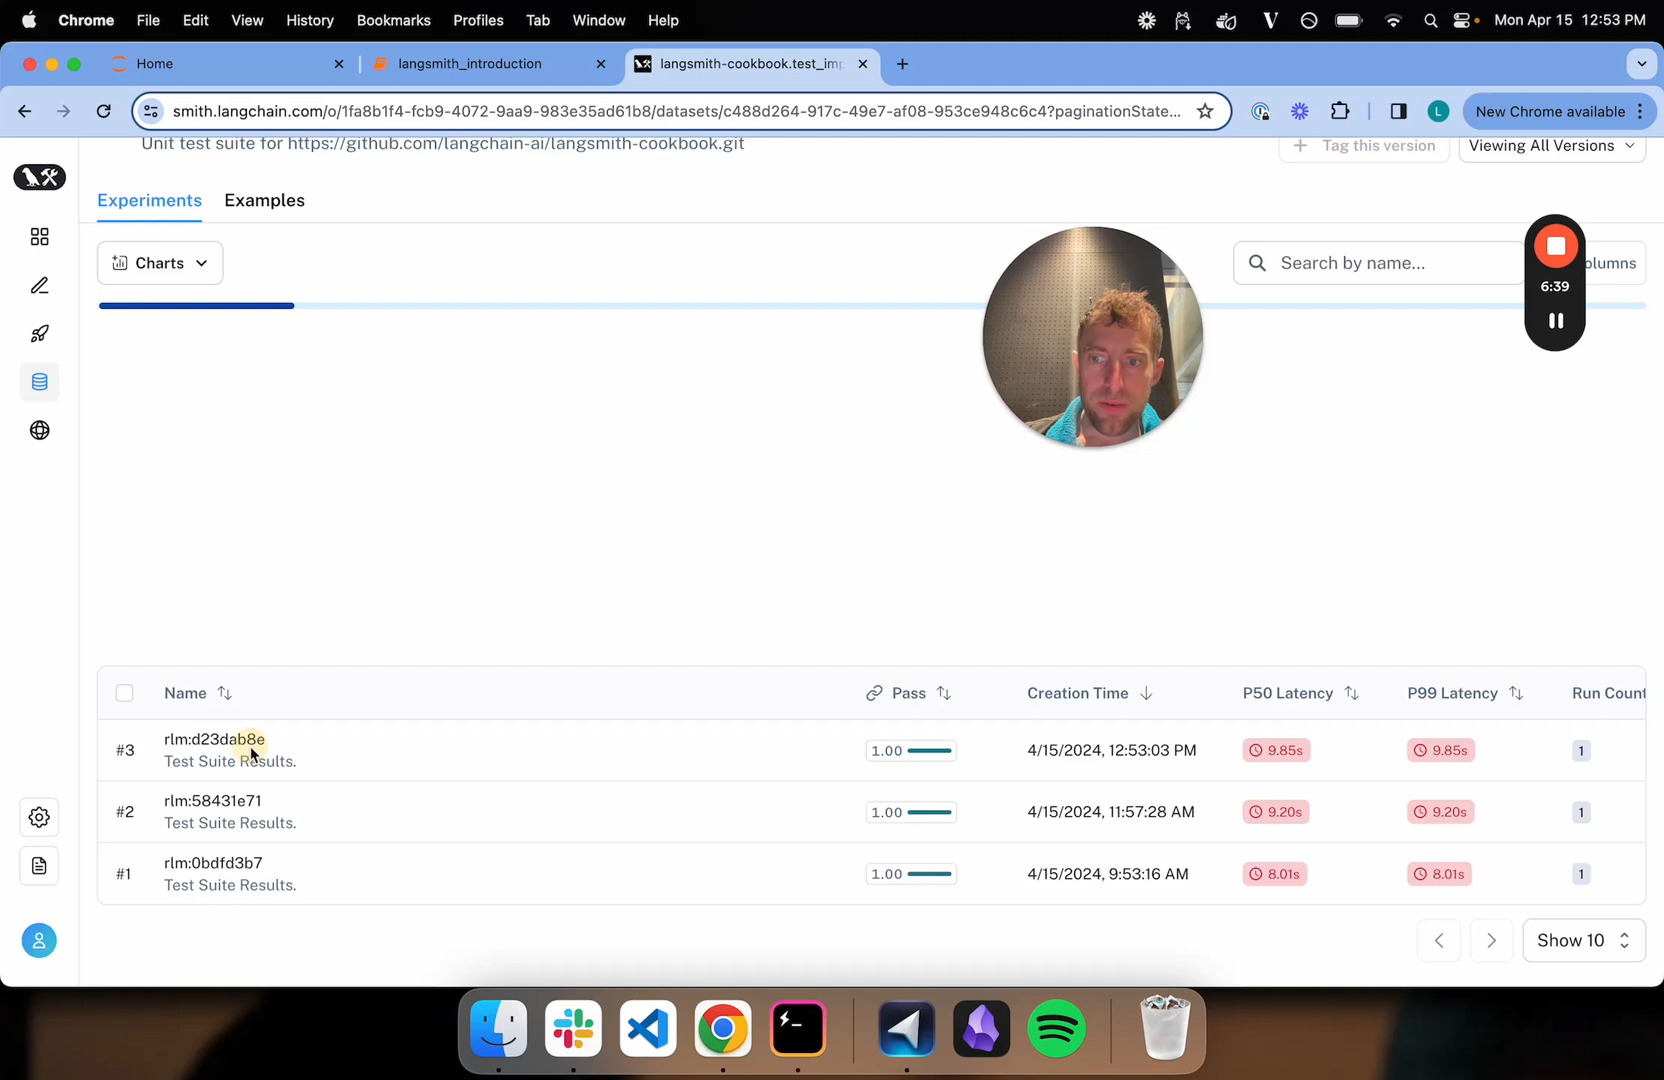 Chrome File Edit View History Bookmarks Profiles Tab Window Help Mon Apr 15 12:53 PM
Home langsmith_introduction langsmith-cookbook.test_imp
smith.langchain.com/o/1fa8b1f4-fcb9-4072-9aa9-983e35ad61b8/datasets/c488d264-917c-49e7-af08-953ce948c6c4?paginationState... L New Chrome available
Unit test suite for https://github.com/langchain-ai/langsmith-cookbook.git Tag this version Viewing All Versions
Experiments Examples
Charts Search by name... olumns
6:39
Name Pass Creation Time P50 Latency P99 Latency Run Count
#3 rlm:d23dab8e 1.00 4/15/2024, 12:53:03 PM 9.85s 9.85s 1
Test Suite Results.
#2 rlm:58431e71 1.00 4/15/2024, 11:57:28 AM 9.20s 9.20s 1
Test Suite Results.
#1 rlm:0bdfd3b7 1.00 4/15/2024, 9:53:16 AM 8.01s 8.01s 1
Test Suite Results.
Show 10